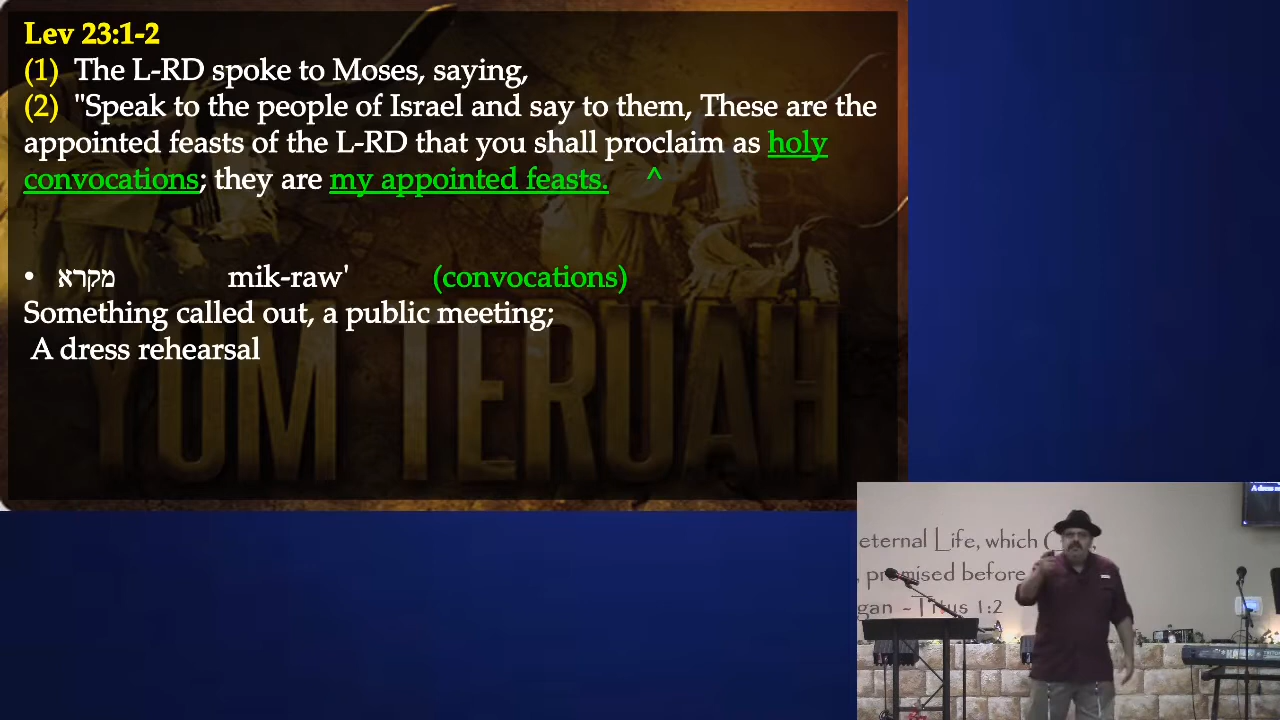 Lev 23:1-2
(1) The L-RD spoke to Moses, saying,
(2) "Speak to the people of Israel and say to them, These are the
appointed feasts of the L-RD that you shall proclaim as holy
convocations; they are my appointed feasts. ^
• מקרא mik-raw' (convocations)
Something called out, a public meeting;
A dress rehearsal
YOM TERUAH
eternal Life, which
promised before
gan - Titus 1:2